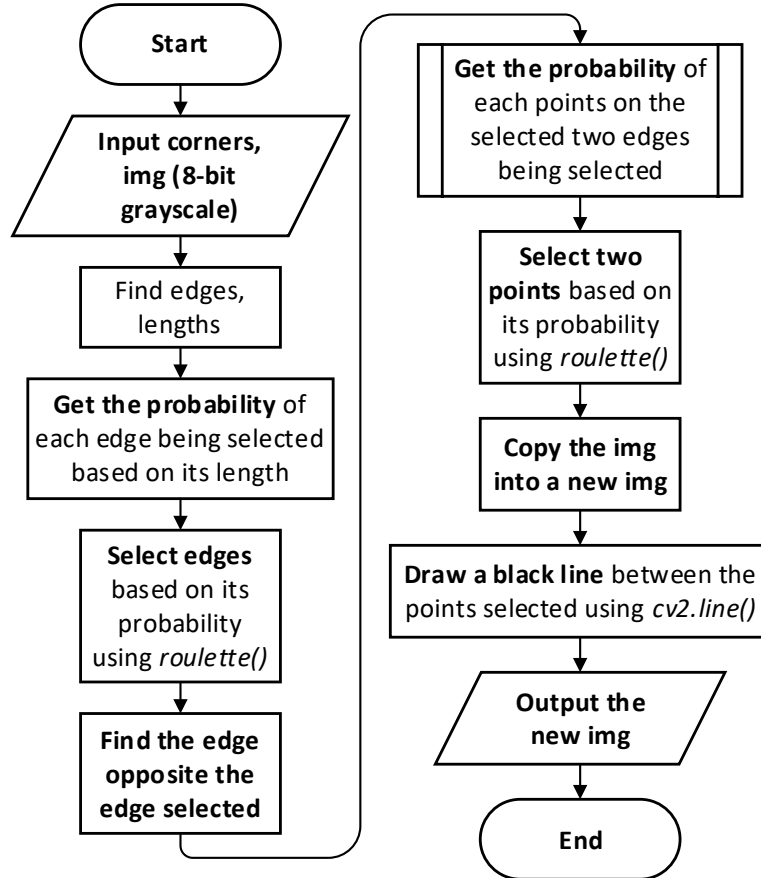 Start
Input corners,
img (8-bit
grayscale)
Find edges,
lengths
Get the probability of
each edge being selected
based on its length
Select edges
based on its
probability
using roulette()
Find the edge
opposite the
edge selected
Get the probability of
each points on the
selected two edges
being selected
Select two
points based on
its probability
using roulette()
Copy the img
into a new img
Draw a black line between the
points selected using cv2.line()
Output the
new img
End